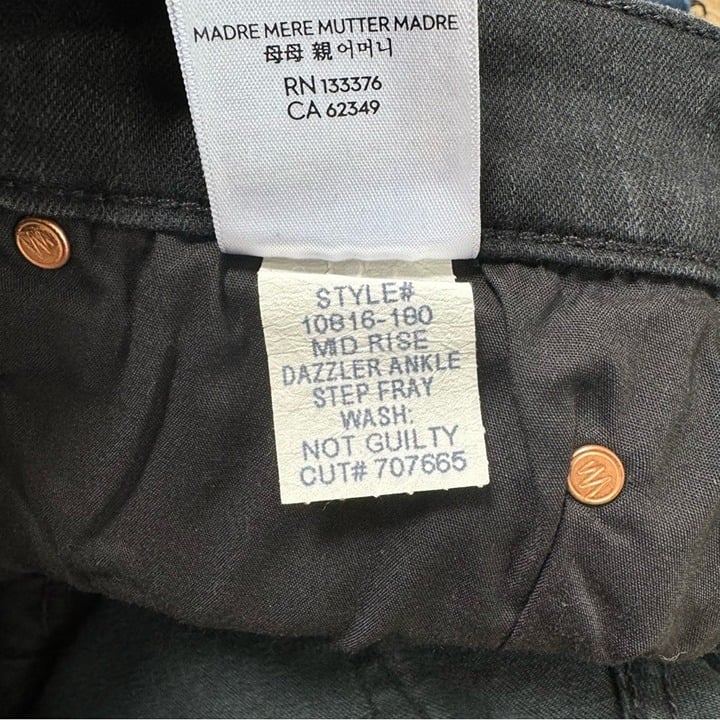 MADRE MERE MUTTER MADRE
母母 親 어머니
RN 133376
CA 62349
STYLE#
10816-180
MID RISE
DAZZLER ANKLE
STEP FRAY
WASH:
NOT GUILTY
CUT# 707665